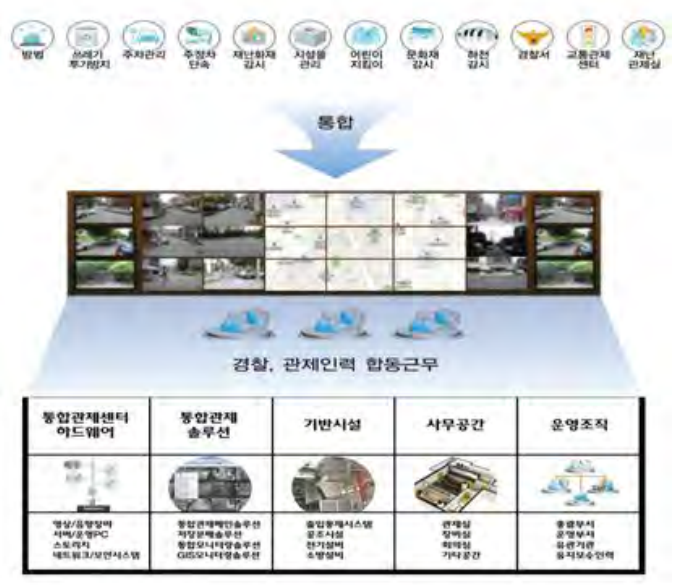 방범
쓰레기
투기방지
주차관리
주정차
단속
재난화재
감시
시설물
관리
어린이
지킴이
문화재
감시
하천
감시
경찰서
교통관제
센터
재난
관제실
통합
경찰, 관제인력 합동근무
통합관제센터
하드웨어
통합관제
솔루션
기반시설
사무공간
운영조직
영상/음향장비
서버/운영PC
스토리지
네트워크/보안시스템
통합관제메인솔루션
저장분배솔루션
통합모니터링솔루션
GIS모니터링솔루션
출입통제시스템
공조시설
전기설비
소방설비
관제실
장비실
회의실
기타공간
총괄부서
운영부서
유관기관
유지보수인력